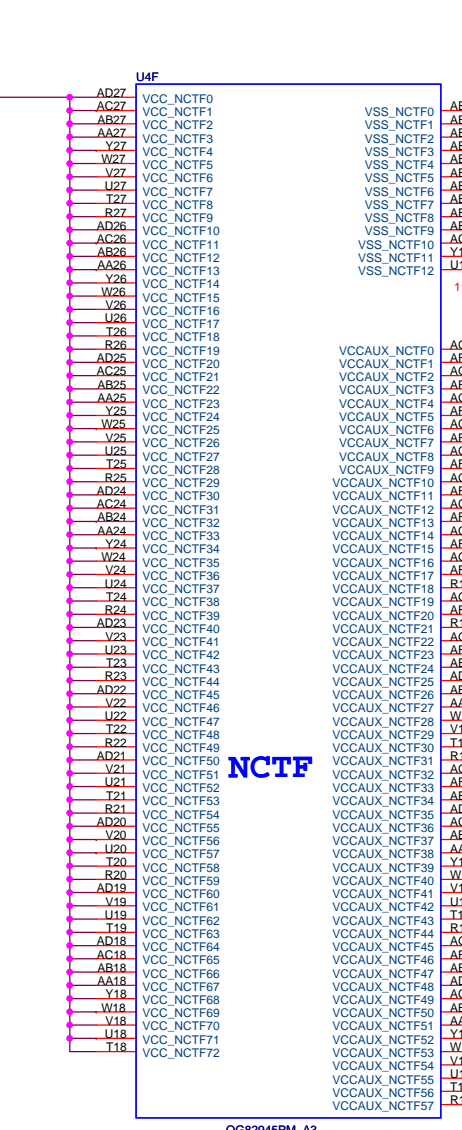 U4F
AD27 VCC_NCTF0
AC27 VCC_NCTF1
AB27 VCC_NCTF2
AA27 VCC_NCTF3
Y27 VCC_NCTF4
W27 VCC_NCTF5
V27 VCC_NCTF6
U27 VCC_NCTF7
T27 VCC_NCTF8
R27 VCC_NCTF9
AD26 VCC_NCTF10
AC26 VCC_NCTF11
AB26 VCC_NCTF12
AA26 VCC_NCTF13
Y26 VCC_NCTF14
W26 VCC_NCTF15
V26 VCC_NCTF16
U26 VCC_NCTF17
T26 VCC_NCTF18
R26 VCC_NCTF19
AD25 VCC_NCTF20
AC25 VCC_NCTF21
AB25 VCC_NCTF22
AA25 VCC_NCTF23
Y25 VCC_NCTF24
W25 VCC_NCTF25
V25 VCC_NCTF26
U25 VCC_NCTF27
T25 VCC_NCTF28
R25 VCC_NCTF29
AD24 VCC_NCTF30
AC24 VCC_NCTF31
AB24 VCC_NCTF32
AA24 VCC_NCTF33
Y24 VCC_NCTF34
W24 VCC_NCTF35
V24 VCC_NCTF36
U24 VCC_NCTF37
T24 VCC_NCTF38
R24 VCC_NCTF39
AD23 VCC_NCTF40
V23 VCC_NCTF41
U23 VCC_NCTF42
T23 VCC_NCTF43
R23 VCC_NCTF44
AD22 VCC_NCTF45
V22 VCC_NCTF46
U22 VCC_NCTF47
T22 VCC_NCTF48
R22 VCC_NCTF49
AD21 VCC_NCTF50
V21 VCC_NCTF51
U21 VCC_NCTF52
T21 VCC_NCTF53
R21 VCC_NCTF54
AD20 VCC_NCTF55
V20 VCC_NCTF56
U20 VCC_NCTF57
T20 VCC_NCTF58
R20 VCC_NCTF59
AD19 VCC_NCTF60
V19 VCC_NCTF61
U19 VCC_NCTF62
T19 VCC_NCTF63
AD18 VCC_NCTF64
AC18 VCC_NCTF65
AB18 VCC_NCTF66
AA18 VCC_NCTF67
Y18 VCC_NCTF68
W18 VCC_NCTF69
V18 VCC_NCTF70
U18 VCC_NCTF71
T18 VCC_NCTF72
NCTF
VSS_NCTF0
VSS_NCTF1
VSS_NCTF2
VSS_NCTF3
VSS_NCTF4
VSS_NCTF5
VSS_NCTF6
VSS_NCTF7
VSS_NCTF8
VSS_NCTF9
VSS_NCTF10
VSS_NCTF11
VSS_NCTF12
VCCAUX_NCTF0
VCCAUX_NCTF1
VCCAUX_NCTF2
VCCAUX_NCTF3
VCCAUX_NCTF4
VCCAUX_NCTF5
VCCAUX_NCTF6
VCCAUX_NCTF7
VCCAUX_NCTF8
VCCAUX_NCTF9
VCCAUX_NCTF10
VCCAUX_NCTF11
VCCAUX_NCTF12
VCCAUX_NCTF13
VCCAUX_NCTF14
VCCAUX_NCTF15
VCCAUX_NCTF16
VCCAUX_NCTF17
VCCAUX_NCTF18
VCCAUX_NCTF19
VCCAUX_NCTF20
VCCAUX_NCTF21
VCCAUX_NCTF22
VCCAUX_NCTF23
VCCAUX_NCTF24
VCCAUX_NCTF25
VCCAUX_NCTF26
VCCAUX_NCTF27
VCCAUX_NCTF28
VCCAUX_NCTF29
VCCAUX_NCTF30
VCCAUX_NCTF31
VCCAUX_NCTF32
VCCAUX_NCTF33
VCCAUX_NCTF34
VCCAUX_NCTF35
VCCAUX_NCTF36
VCCAUX_NCTF37
VCCAUX_NCTF38
VCCAUX_NCTF39
VCCAUX_NCTF40
VCCAUX_NCTF41
VCCAUX_NCTF42
VCCAUX_NCTF43
VCCAUX_NCTF44
VCCAUX_NCTF45
VCCAUX_NCTF46
VCCAUX_NCTF47
VCCAUX_NCTF48
VCCAUX_NCTF49
VCCAUX_NCTF50
VCCAUX_NCTF51
VCCAUX_NCTF52
VCCAUX_NCTF53
VCCAUX_NCTF54
VCCAUX_NCTF55
VCCAUX_NCTF56
VCCAUX_NCTF57
QG82945PM_A3